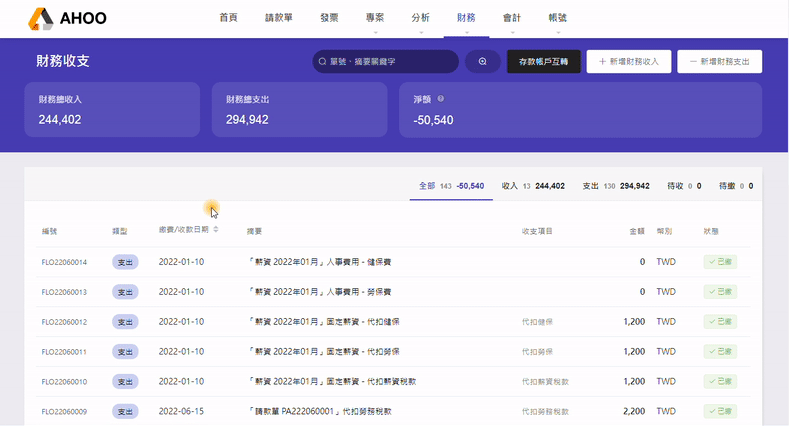 AHOO
首頁 請款單 發票 專案 分析 財務 會計 帳號
財務收支
單號、摘要關鍵字
存款帳戶互轉
+ 新增財務收入
− 新增財務支出
財務總收入
244,402
財務總支出
294,942
淨額
-50,540
全部 143 -50,540 收入 13 244,402 支出 130 294,942 待收 0 0 待繳 0 0
編號 類型 繳費/收款日期 摘要 收支項目 金額 幣別 狀態
FLO22060014 支出 2022-01-10 「薪資 2022年01月」人事費用 - 健保費 0 TWD 已繳
FLO22060013 支出 2022-01-10 「薪資 2022年01月」人事費用 - 勞保費 0 TWD 已繳
FLO22060012 支出 2022-01-10 「薪資 2022年01月」固定薪資 - 代扣健保 代扣健保 1,200 TWD 已繳
FLO22060011 支出 2022-01-10 「薪資 2022年01月」固定薪資 - 代扣勞保 代扣勞保 1,200 TWD 已繳
FLO22060010 支出 2022-01-10 「薪資 2022年01月」固定薪資 - 代扣薪資稅款 代扣薪資稅款 1,200 TWD 已繳
FLO22060009 支出 2022-06-15 「請款單 PA222060001」代扣勞務稅款 代扣勞務稅款 2,200 TWD 已繳